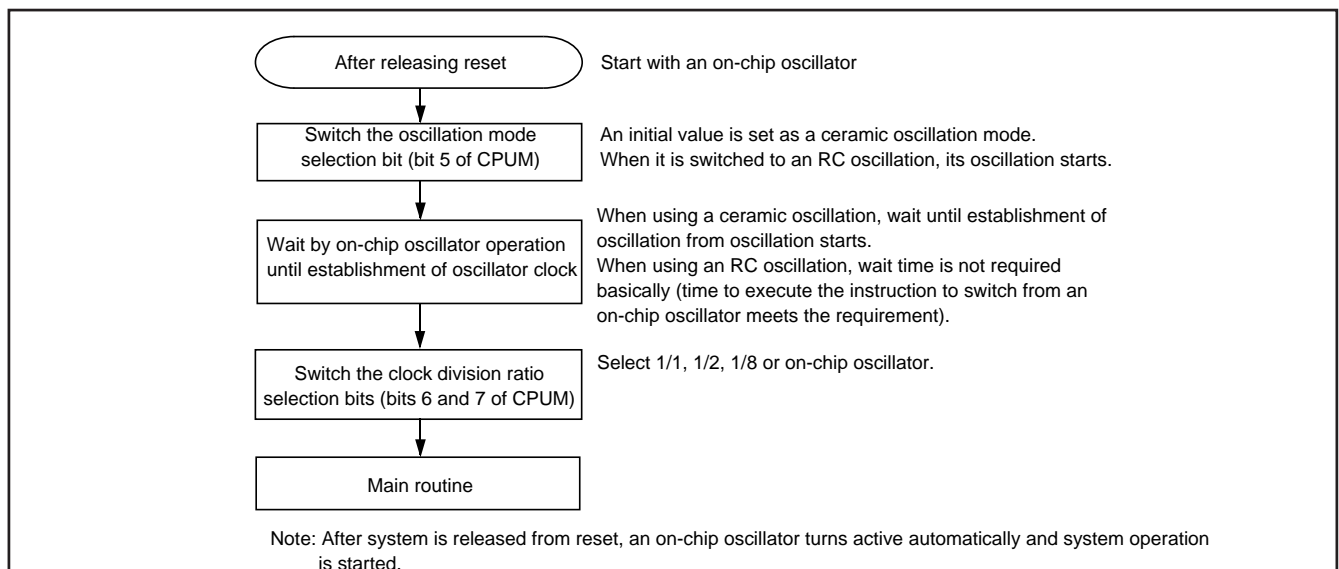 After releasing reset
Start with an on-chip oscillator
Switch the oscillation mode
selection bit (bit 5 of CPUM)
An initial value is set as a ceramic oscillation mode.
When it is switched to an RC oscillation, its oscillation starts.
Wait by on-chip oscillator operation
until establishment of oscillator clock
When using a ceramic oscillation, wait until establishment of
oscillation from oscillation starts.
When using an RC oscillation, wait time is not required
basically (time to execute the instruction to switch from an
on-chip oscillator meets the requirement).
Switch the clock division ratio
selection bits (bits 6 and 7 of CPUM)
Select 1/1, 1/2, 1/8 or on-chip oscillator.
Main routine
Note: After system is released from reset, an on-chip oscillator turns active automatically and system operation
is started.